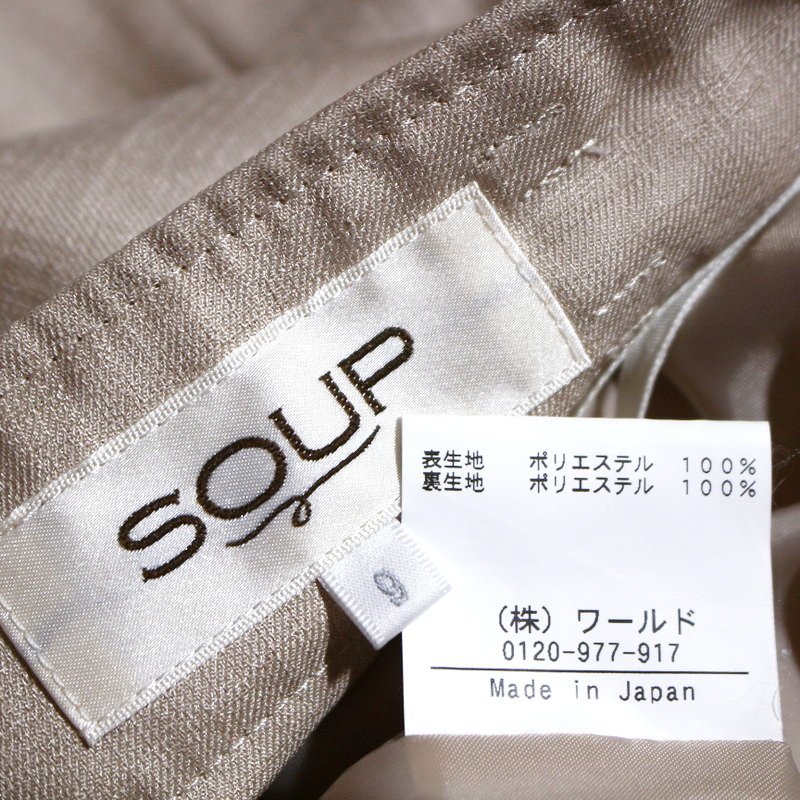 SOUP
9
表生地 ポリエステル 100%
裏生地 ポリエステル 100%
(株) ワールド
0120-977-917
Made in Japan